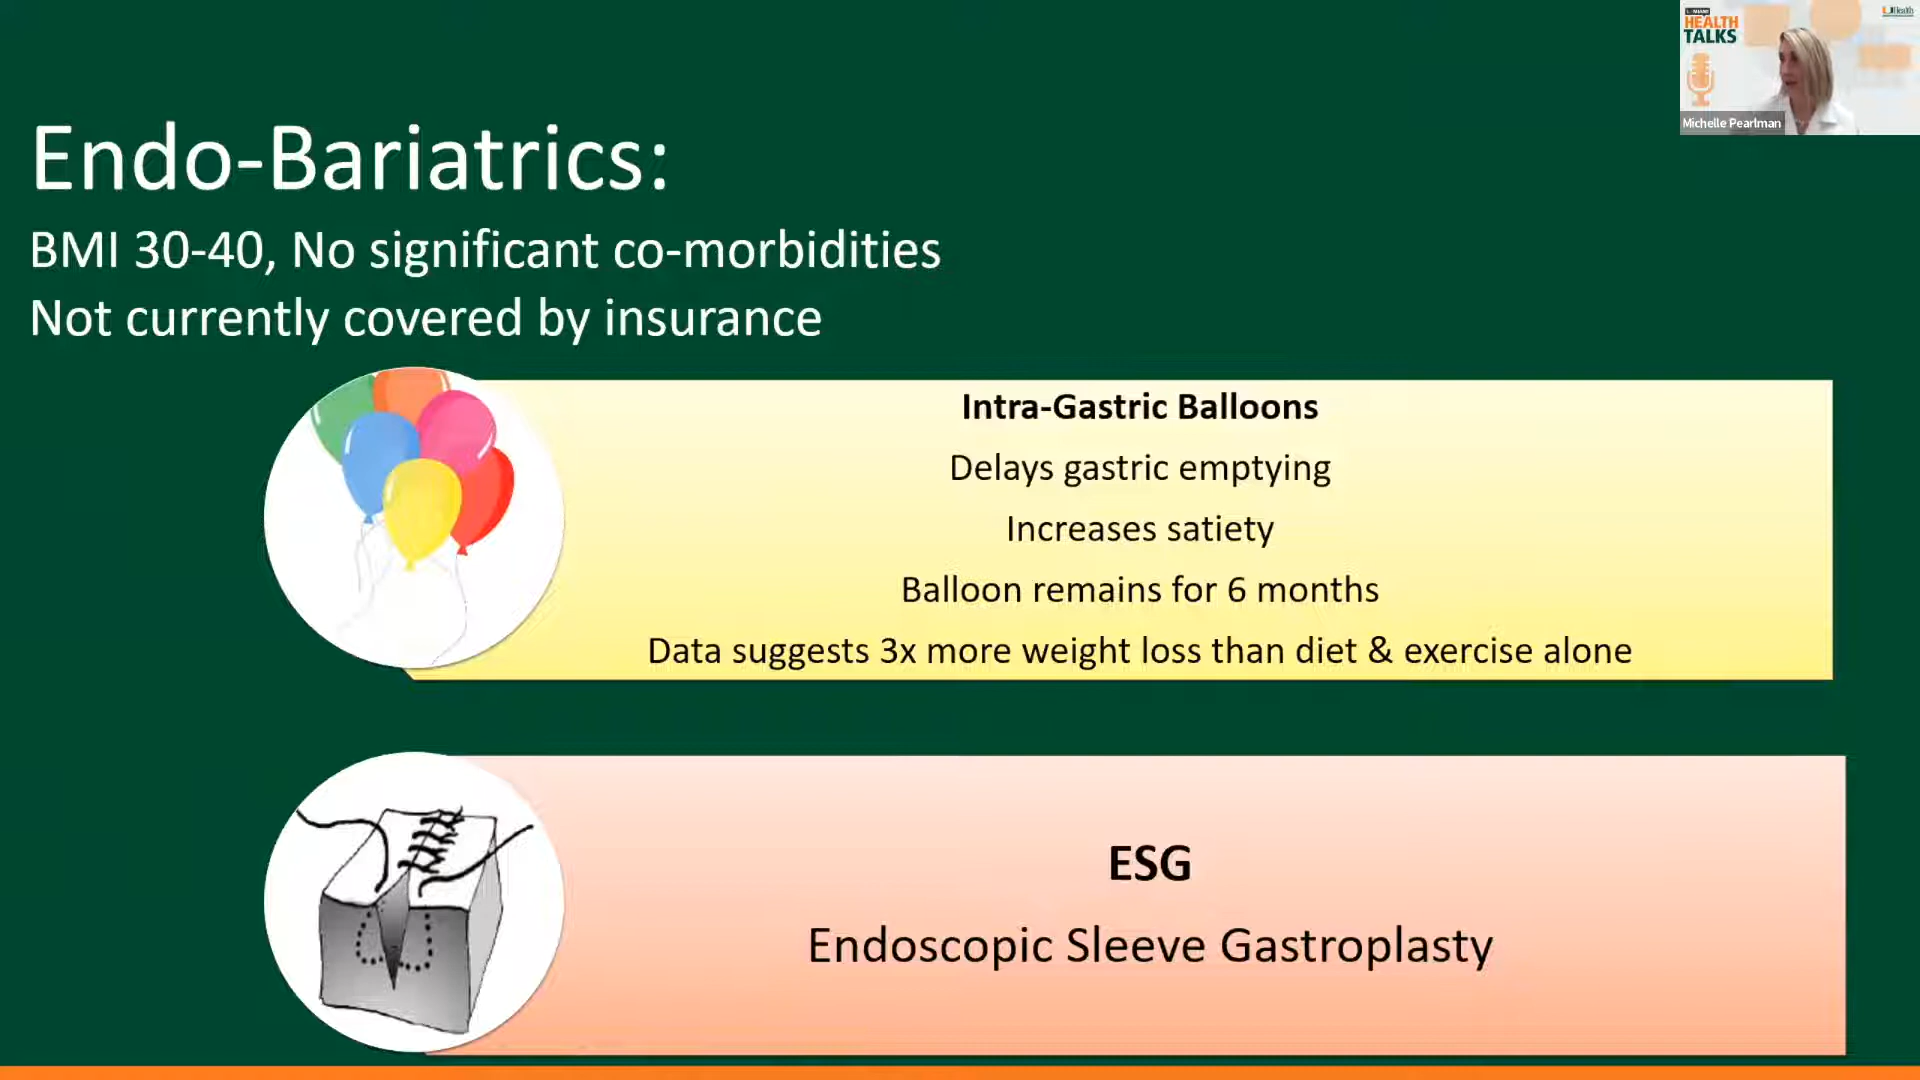 Endo-Bariatrics:
BMI 30-40, No significant co-morbidities
Not currently covered by insurance
Intra-Gastric Balloons
Delays gastric emptying
Increases satiety
Balloon remains for 6 months
Data suggests 3x more weight loss than diet & exercise alone
ESG
Endoscopic Sleeve Gastroplasty
HEALTH
TALKS
UHealth
Michelle Pearlman